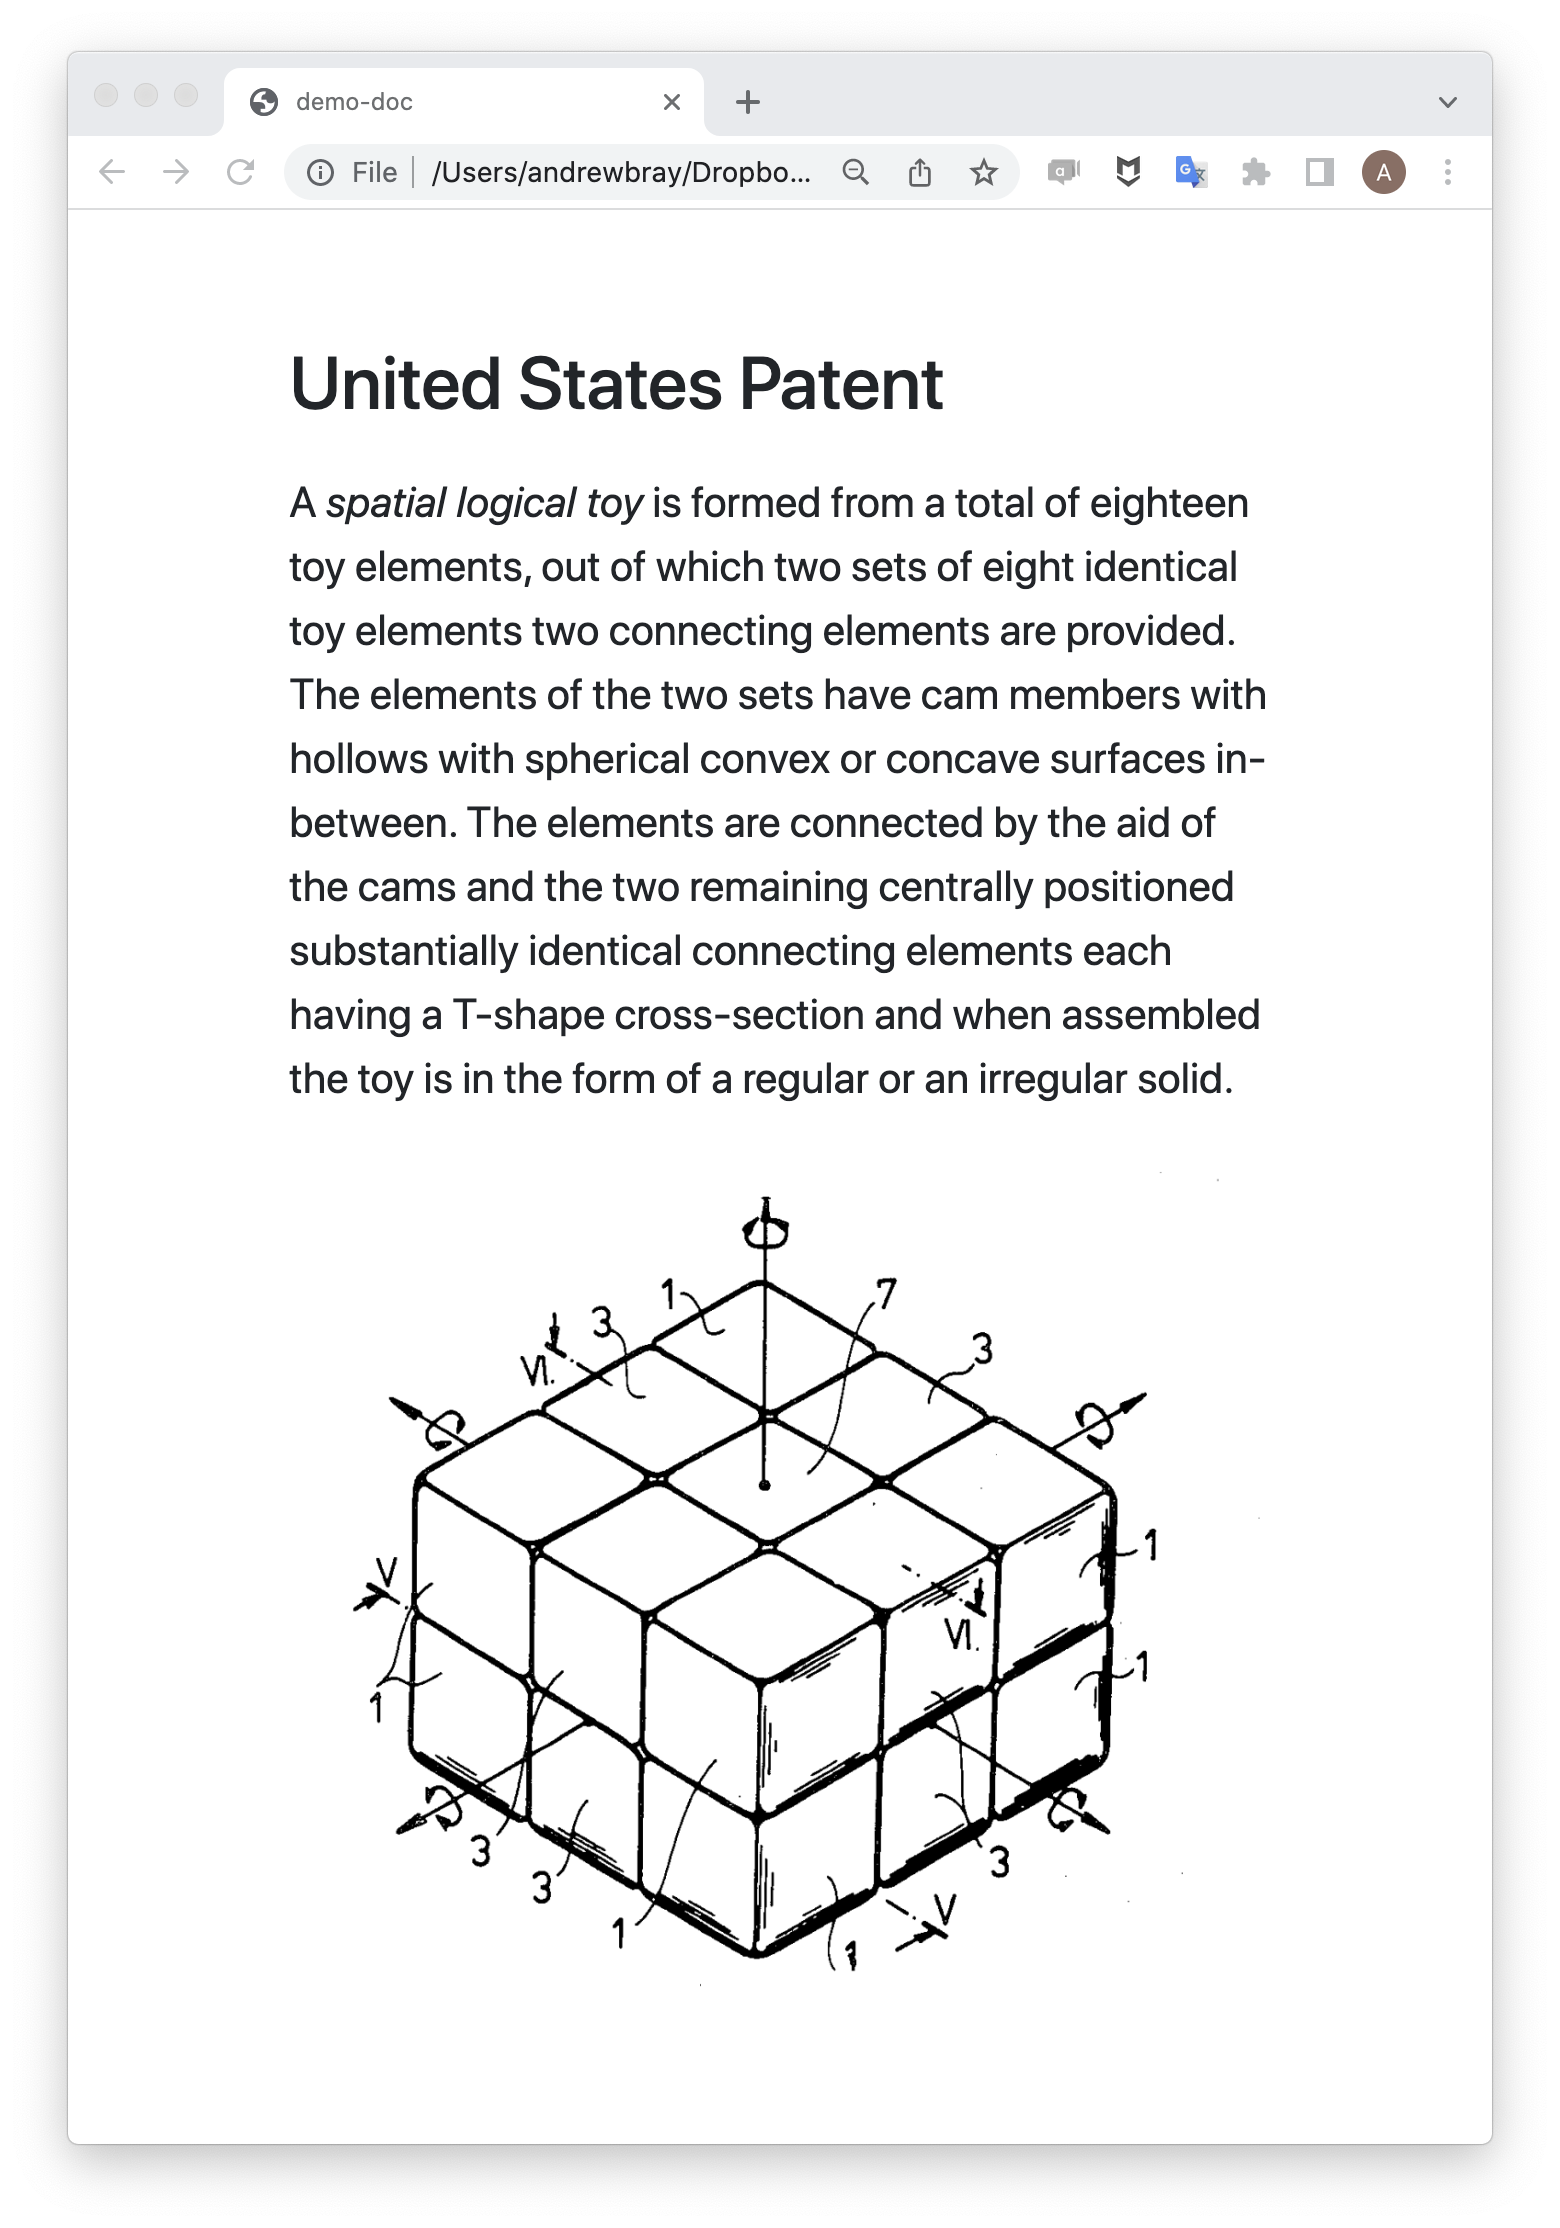 demo-doc
File /Users/andrewbray/Dropbo...
a G 文 A
United States Patent
A spatial logical toy is formed from a total of eighteen
toy elements, out of which two sets of eight identical
toy elements two connecting elements are provided.
The elements of the two sets have cam members with
hollows with spherical convex or concave surfaces in-
between. The elements are connected by the aid of
the cams and the two remaining centrally positioned
substantially identical connecting elements each
having a T-shape cross-section and when assembled
the toy is in the form of a regular or an irregular solid.
1 7
3 3
VI.
1
V
VI.
1
1
3 3
3
1 V
1